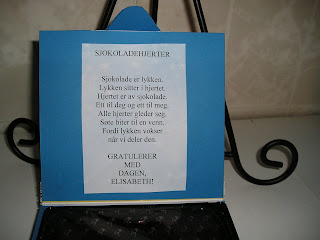 SJOKOLADEHJERTER
Sjokolade er lykken.
Lykken sitter i hjertet.
Hjertet er av sjokolade.
Ett til deg og ett til meg.
Alle hjerter gleder seg.
Søte biter til en venn.
Fordi lykken vokser
når vi deler den.
GRATULERER
MED
DAGEN,
ELISABETH!